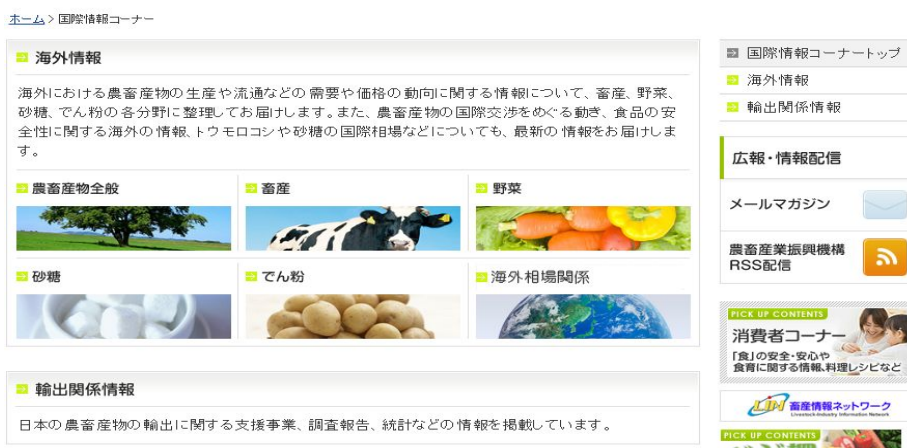 ホーム > 国際情報コーナー
海外情報
海外における農畜産物の生産や流通などの需要や価格の動向に関する情報について、畜産、野菜、
砂糖、でん粉の各分野に整理してお届けします。また、農畜産物の国際交渉をめぐる動き、食品の安
全性に関する海外の情報、トウモロコシや砂糖の国際相場などについても、最新の情報をお届けしま
す。
農畜産物全般
畜産
野菜
砂糖
でん粉
海外相場関係
輸出関係情報
日本の農畜産物の輸出に関する支援事業、調査報告、統計などの情報を掲載しています。
国際情報コーナートップ
海外情報
輸出関係情報
広報・情報配信
メールマガジン
農畜産業振興機構
RSS配信
PICK UP CONTENTS
消費者コーナー
「食」の安全・安心や
食育に関する情報、料理レシピなど
LIN 畜産情報ネットワーク
Livestock-Industry Information Network
PICK UP CONTENTS